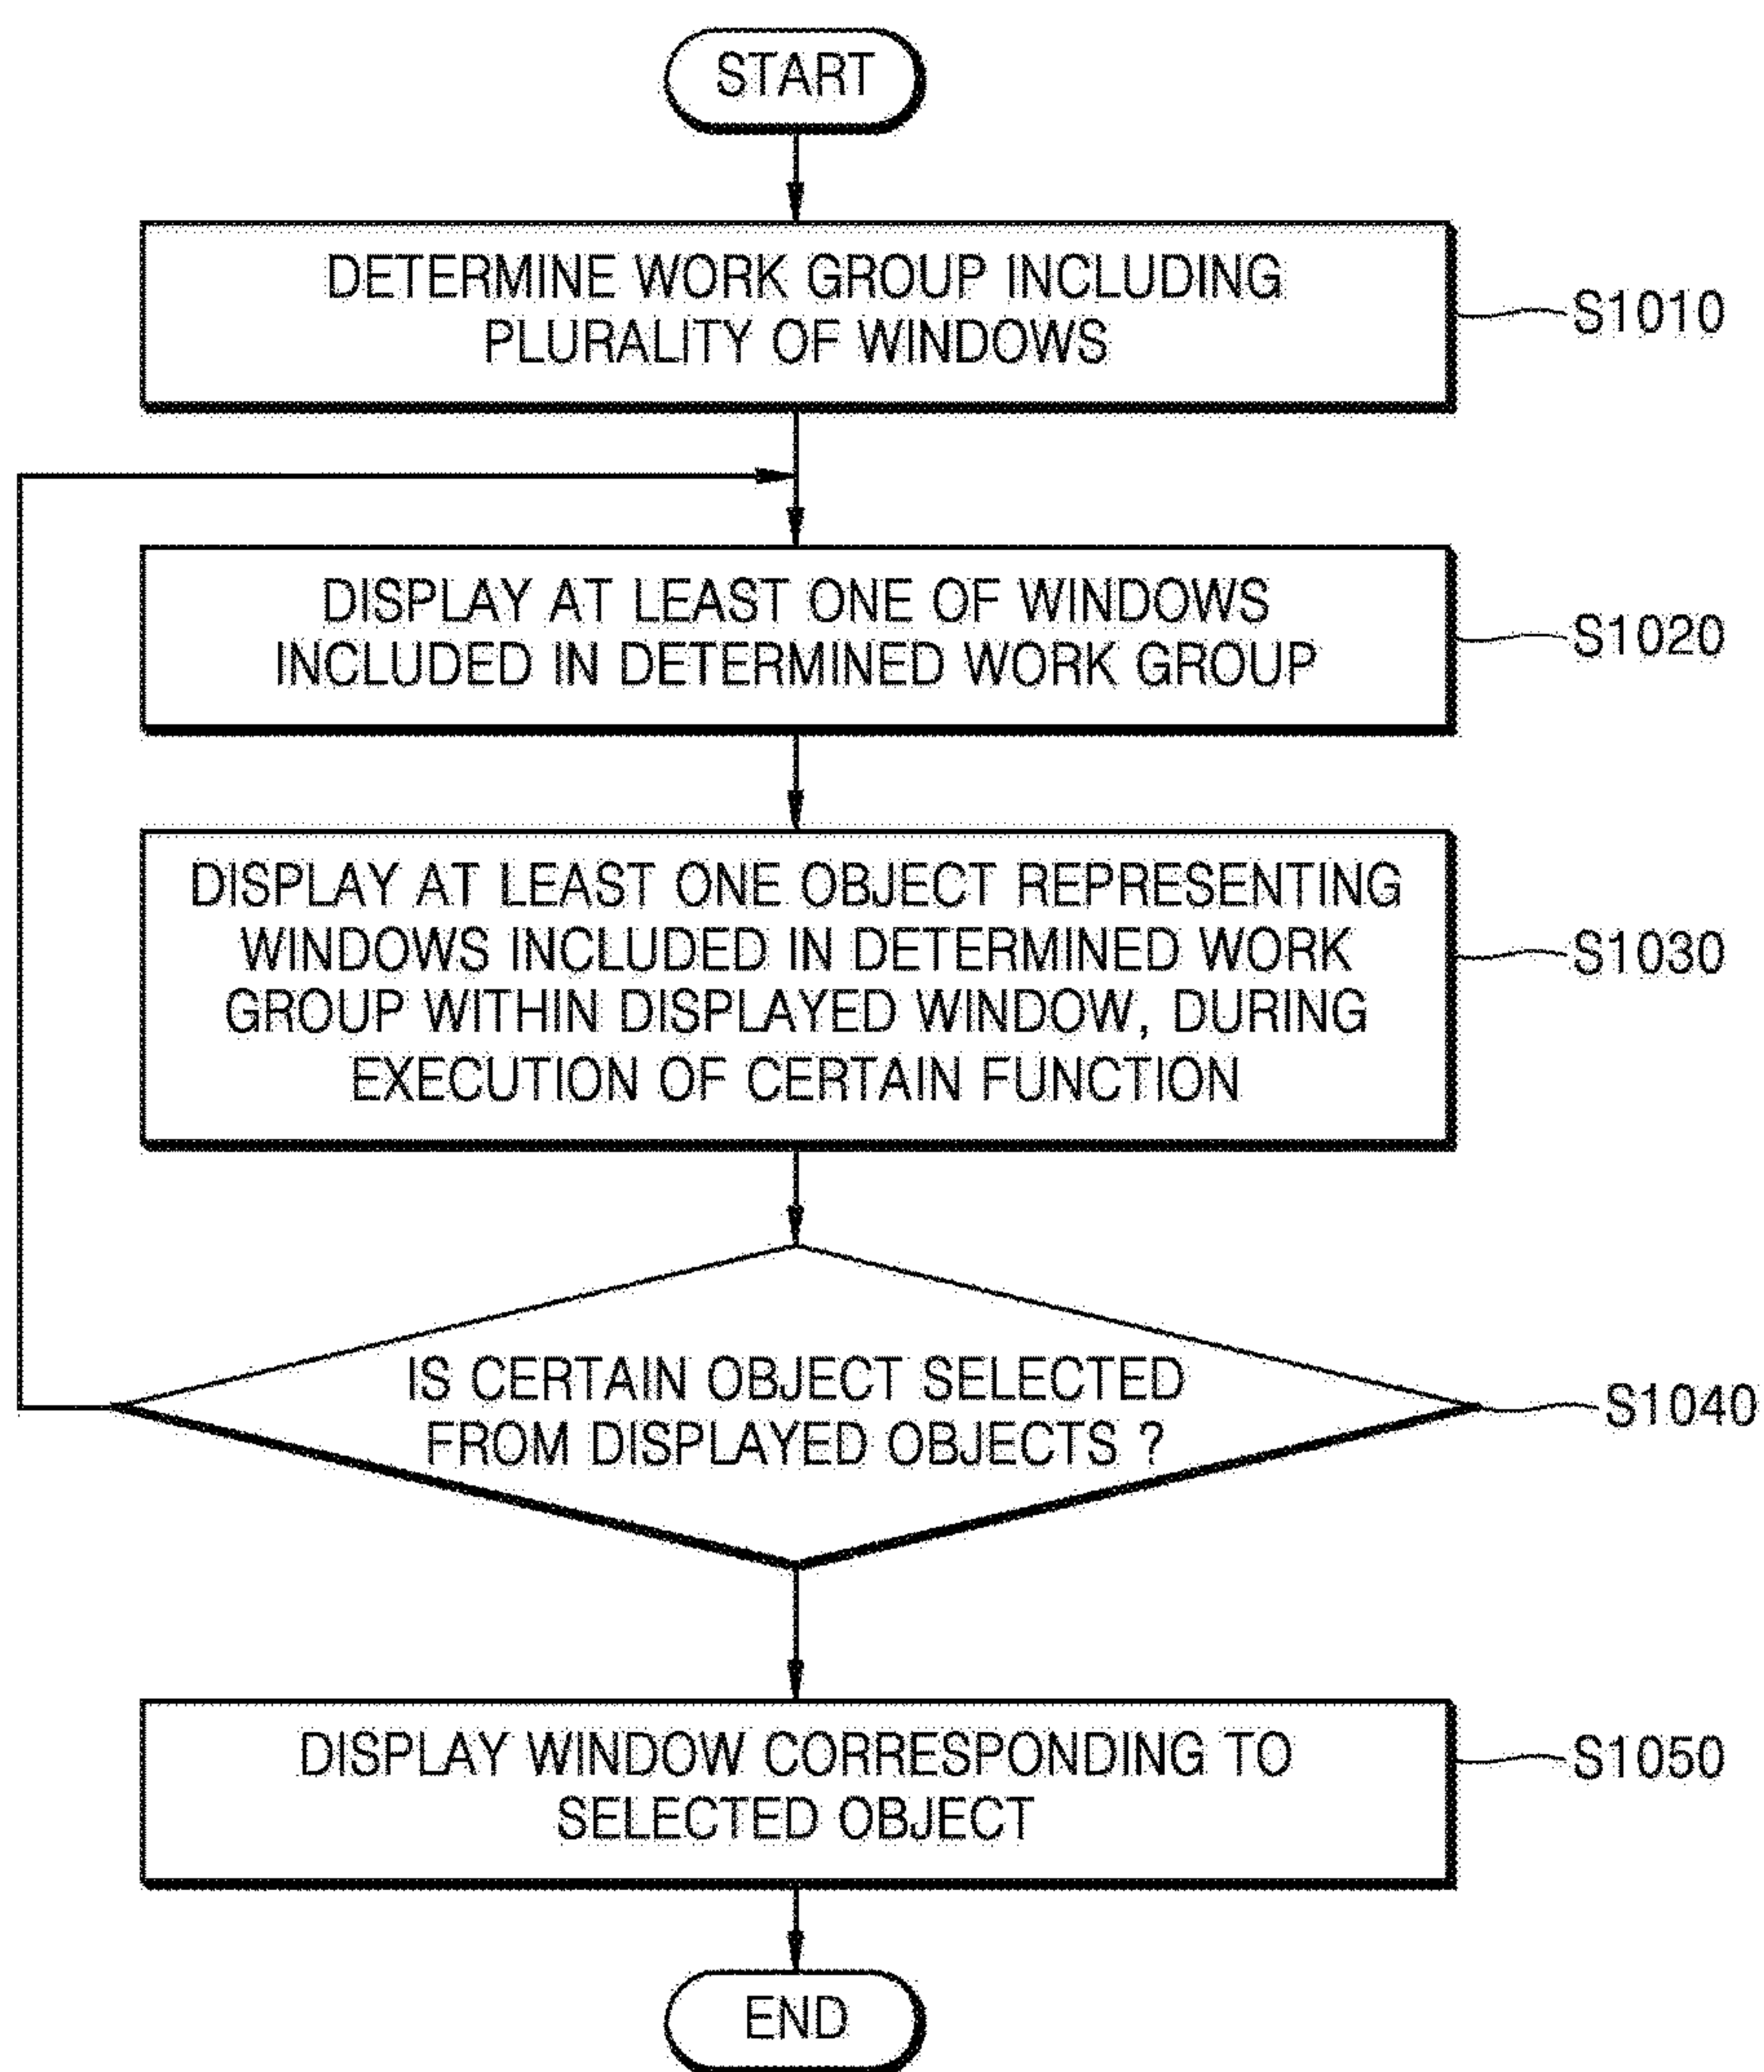 START
DETERMINE WORK GROUP INCLUDING
PLURALITY OF WINDOWS
S1010
DISPLAY AT LEAST ONE OF WINDOWS
INCLUDED IN DETERMINED WORK GROUP
S1020
DISPLAY AT LEAST ONE OBJECT REPRESENTING
WINDOWS INCLUDED IN DETERMINED WORK
GROUP WITHIN DISPLAYED WINDOW, DURING
EXECUTION OF CERTAIN FUNCTION
S1030
IS CERTAIN OBJECT SELECTED
FROM DISPLAYED OBJECTS ?
S1040
DISPLAY WINDOW CORRESPONDING TO
SELECTED OBJECT
S1050
END